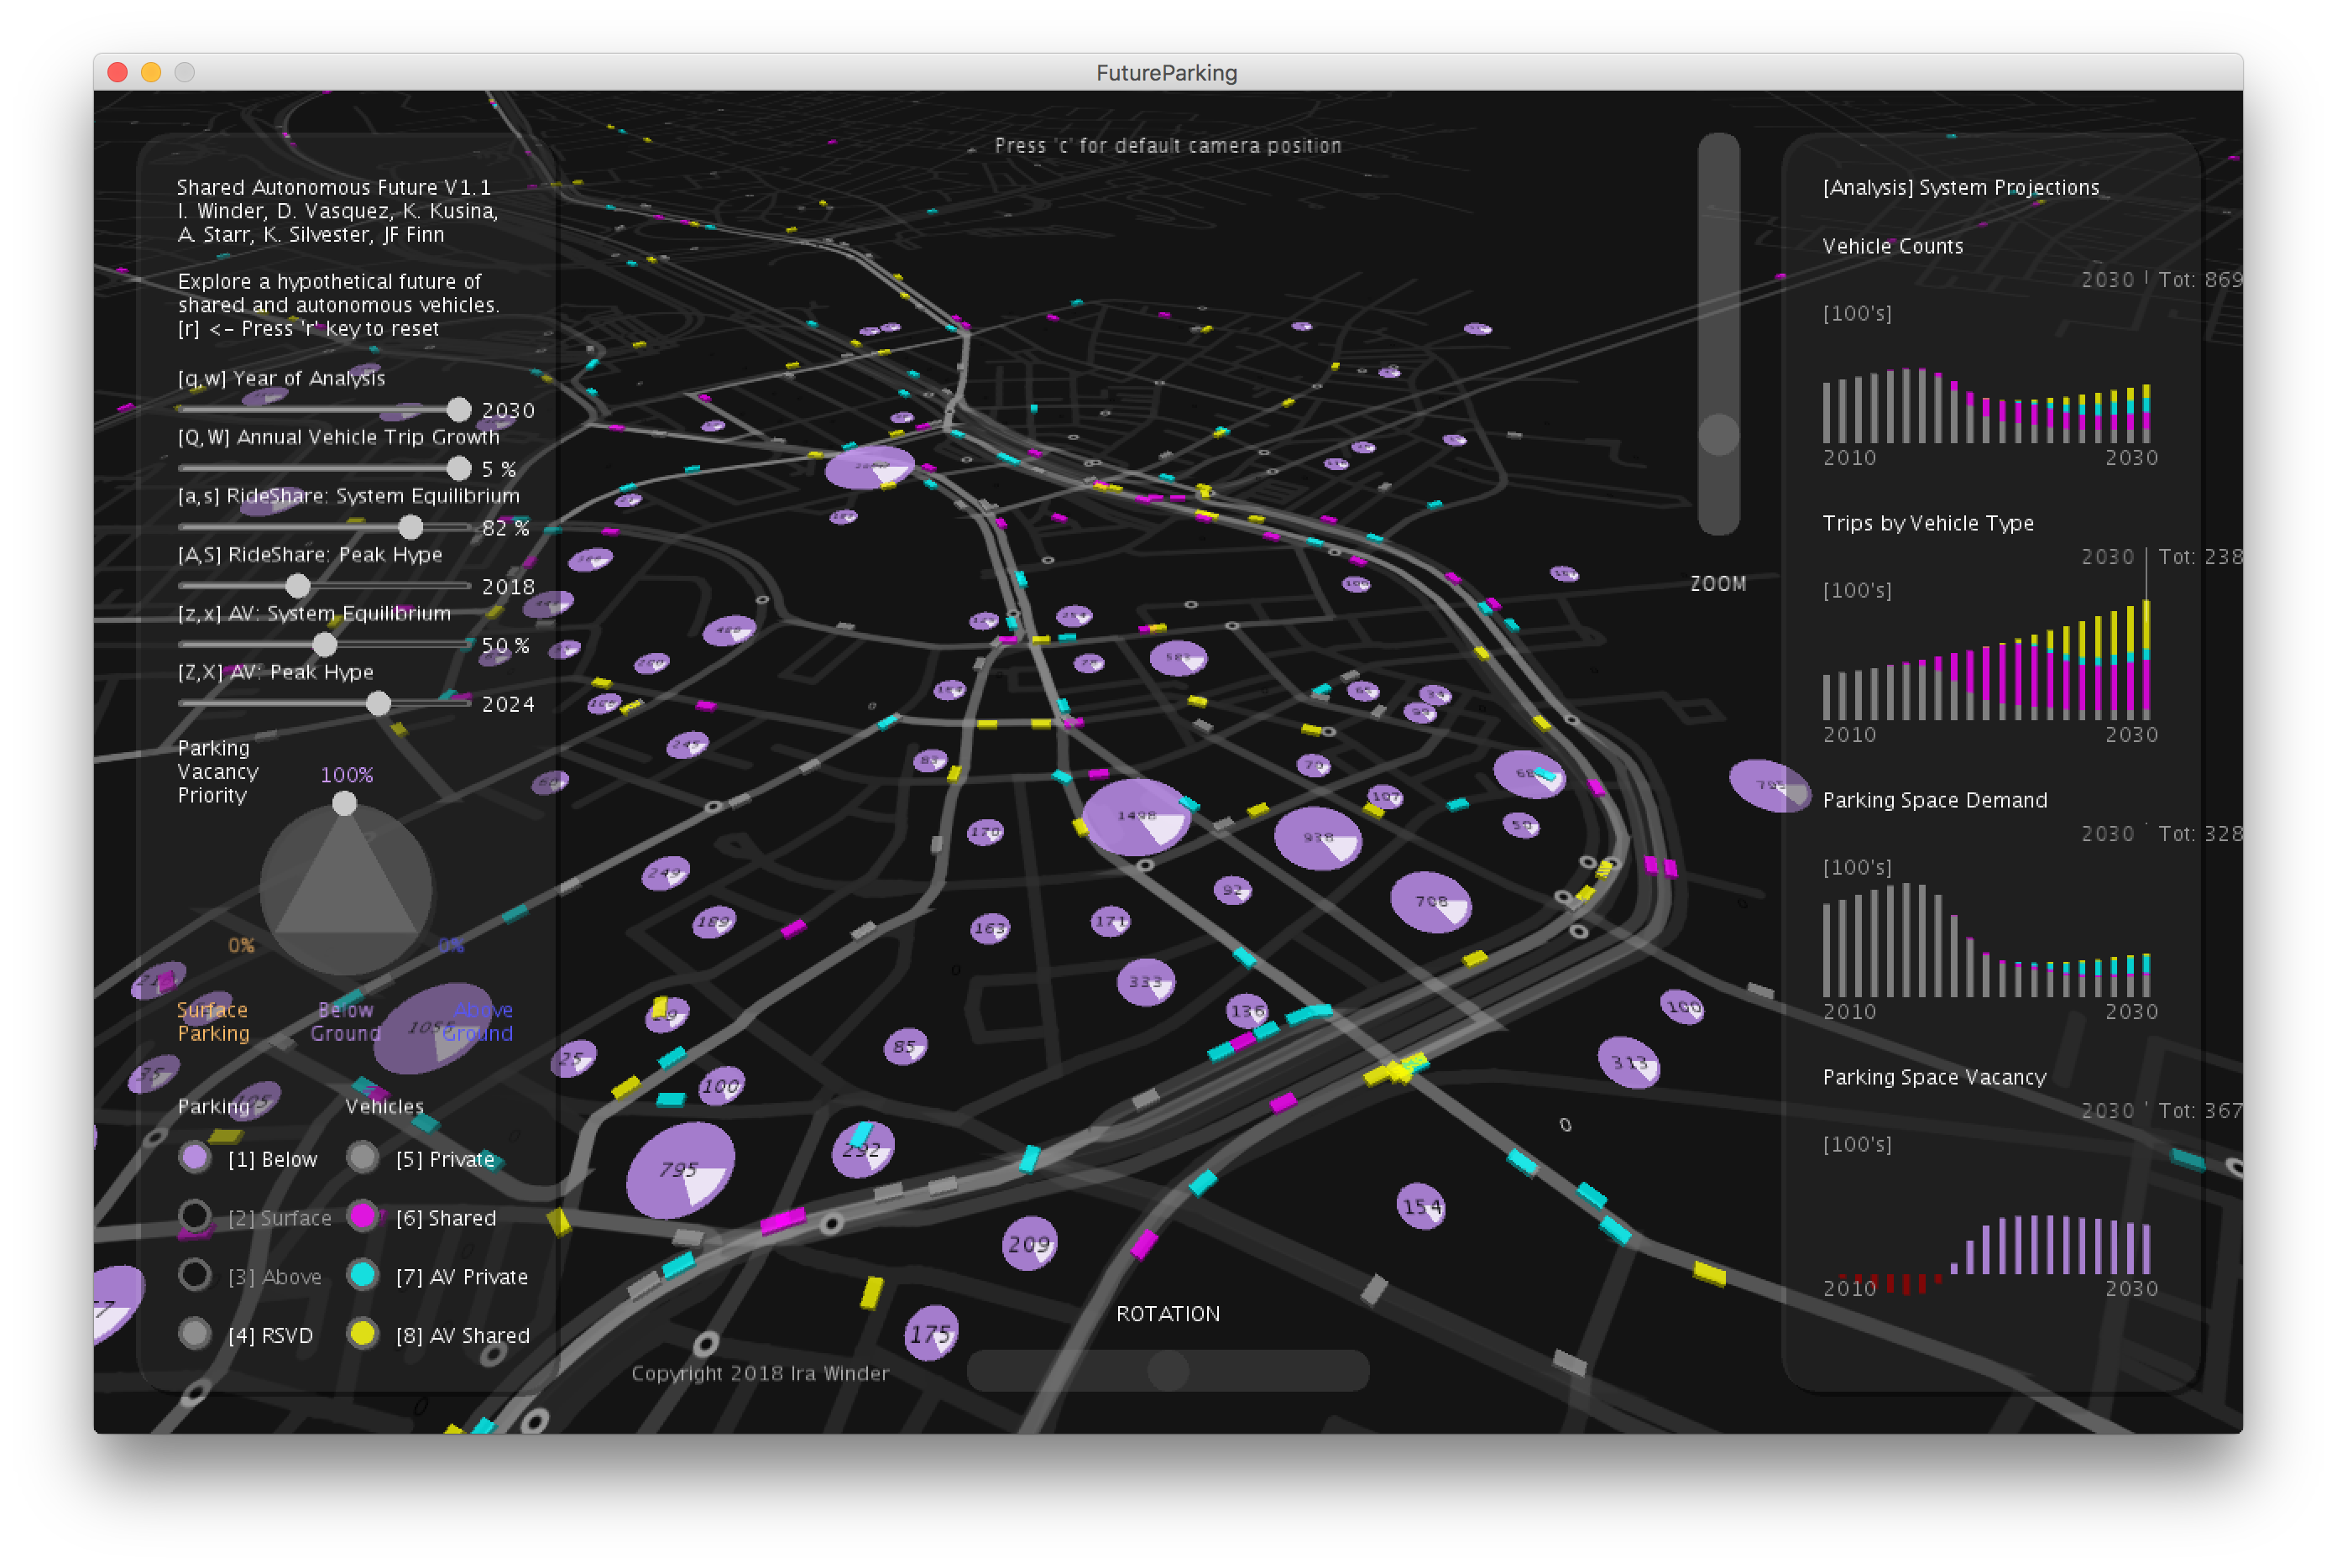 FutureParking
Press 'c' for default camera position
Shared Autonomous Future V1.1
I. Winder, D. Vasquez, K. Kusina,
A. Starr, K. Silvester, JF Finn
Explore a hypothetical future of
shared and autonomous vehicles.
[r] <- Press 'r' key to reset
[q,w] Year of Analysis
2030
[Q,W] Annual Vehicle Trip Growth
5 %
[a,s] RideShare: System Equilibrium
82 %
[A,S] RideShare: Peak Hype
2018
[z,x] AV: System Equilibrium
50 %
[Z,X] AV: Peak Hype
2024
Parking
Vacancy
Priority
100%
0%
0%
Surface
Parking
Below
Ground
Above
Ground
Parking
Vehicles
[1] Below
[5] Private
[2] Surface
[6] Shared
[3] Above
[7] AV Private
[4] RSVD
[8] AV Shared
1498
938
708
170
249
189
163
171
92
333
136
85
25
100
795
292
209
175
154
313
100
107
50
0
ZOOM
ROTATION
Copyright 2018 Ira Winder
[Analysis] System Projections
Vehicle Counts
2030
Tot: 869
[100's]
2010
2030
Trips by Vehicle Type
2030
Tot: 238
[100's]
2010
2030
Parking Space Demand
2030
Tot: 328
[100's]
2010
2030
Parking Space Vacancy
2030
Tot: 367
[100's]
2010
2030